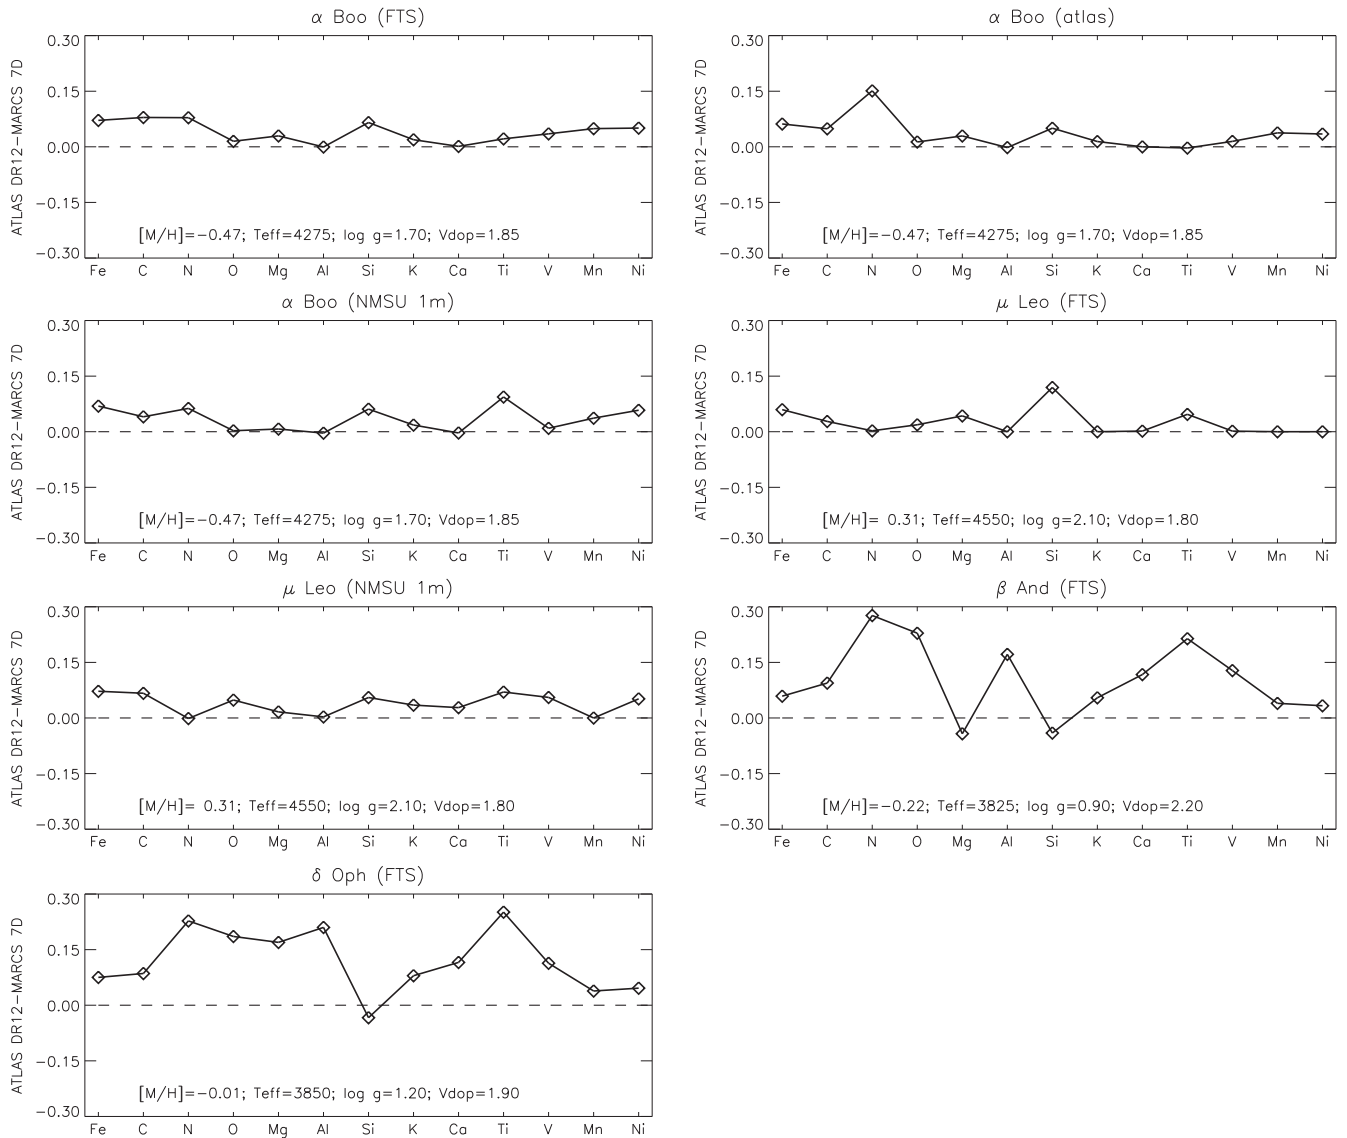 α Boo (FTS)
ATLAS DR12−MARCS 7D
0.30
0.15
0.00
−0.15
−0.30
[M/H]=−0.47; Teff=4275; log g=1.70; Vdop=1.85
Fe C N O Mg Al Si K Ca Ti V Mn Ni
α Boo (atlas)
ATLAS DR12−MARCS 7D
0.30
0.15
0.00
−0.15
−0.30
[M/H]=−0.47; Teff=4275; log g=1.70; Vdop=1.85
Fe C N O Mg Al Si K Ca Ti V Mn Ni
α Boo (NMSU 1m)
ATLAS DR12−MARCS 7D
0.30
0.15
0.00
−0.15
−0.30
[M/H]=−0.47; Teff=4275; log g=1.70; Vdop=1.85
Fe C N O Mg Al Si K Ca Ti V Mn Ni
μ Leo (FTS)
ATLAS DR12−MARCS 7D
0.30
0.15
0.00
−0.15
−0.30
[M/H]= 0.31; Teff=4550; log g=2.10; Vdop=1.80
Fe C N O Mg Al Si K Ca Ti V Mn Ni
μ Leo (NMSU 1m)
ATLAS DR12−MARCS 7D
0.30
0.15
0.00
−0.15
−0.30
[M/H]= 0.31; Teff=4550; log g=2.10; Vdop=1.80
Fe C N O Mg Al Si K Ca Ti V Mn Ni
β And (FTS)
ATLAS DR12−MARCS 7D
0.30
0.15
0.00
−0.15
−0.30
[M/H]=−0.22; Teff=3825; log g=0.90; Vdop=2.20
Fe C N O Mg Al Si K Ca Ti V Mn Ni
δ Oph (FTS)
ATLAS DR12−MARCS 7D
0.30
0.15
0.00
−0.15
−0.30
[M/H]=−0.01; Teff=3850; log g=1.20; Vdop=1.90
Fe C N O Mg Al Si K Ca Ti V Mn Ni